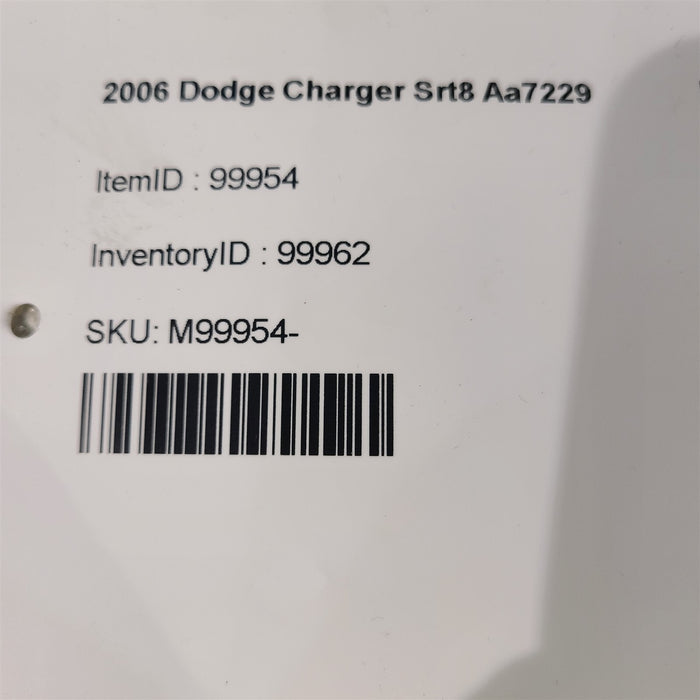 2006 Dodge Charger Srt8 Aa7229
ItemID : 99954
InventoryID : 99962
SKU: M99954-